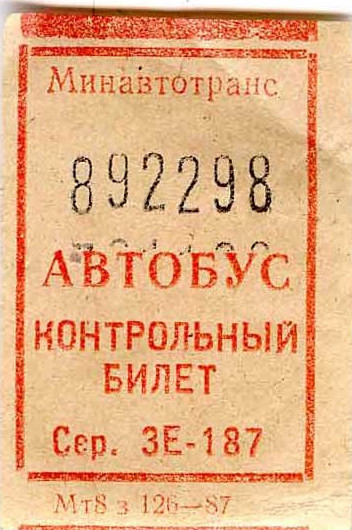 Минавтотранс
892298
АВТОБУС
КОНТРОЛЬНЫЙ
БИЛЕТ
Сер. ЗЕ-187
Мт8 з 126—87